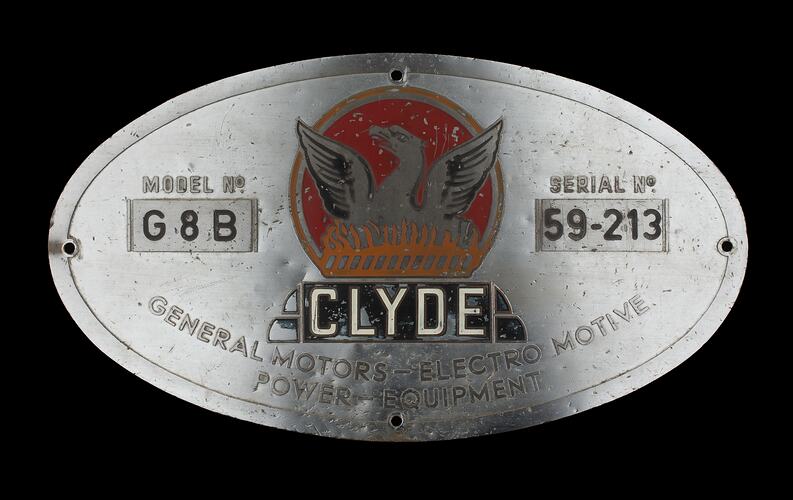 MODEL Nº
G8B
SERIAL Nº
59-213
CLYDE
GENERAL MOTORS - ELECTRO MOTIVE
POWER - EQUIPMENT